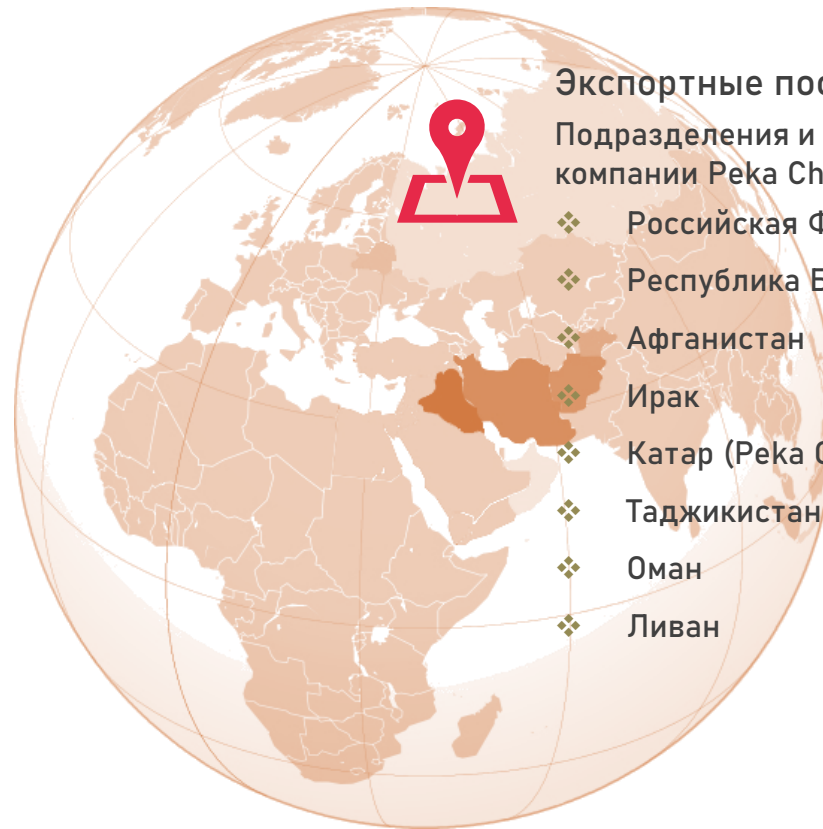 Экспортные пос
Подразделения и
компании Peka Ch
Российская Ф
Республика Б
Афганистан
Ирак
Катар (Peka C
Таджикистан
Оман
Ливан